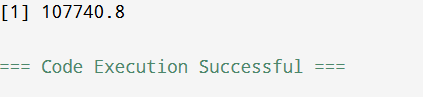 [1] 107740.8
=== Code Execution Successful ===